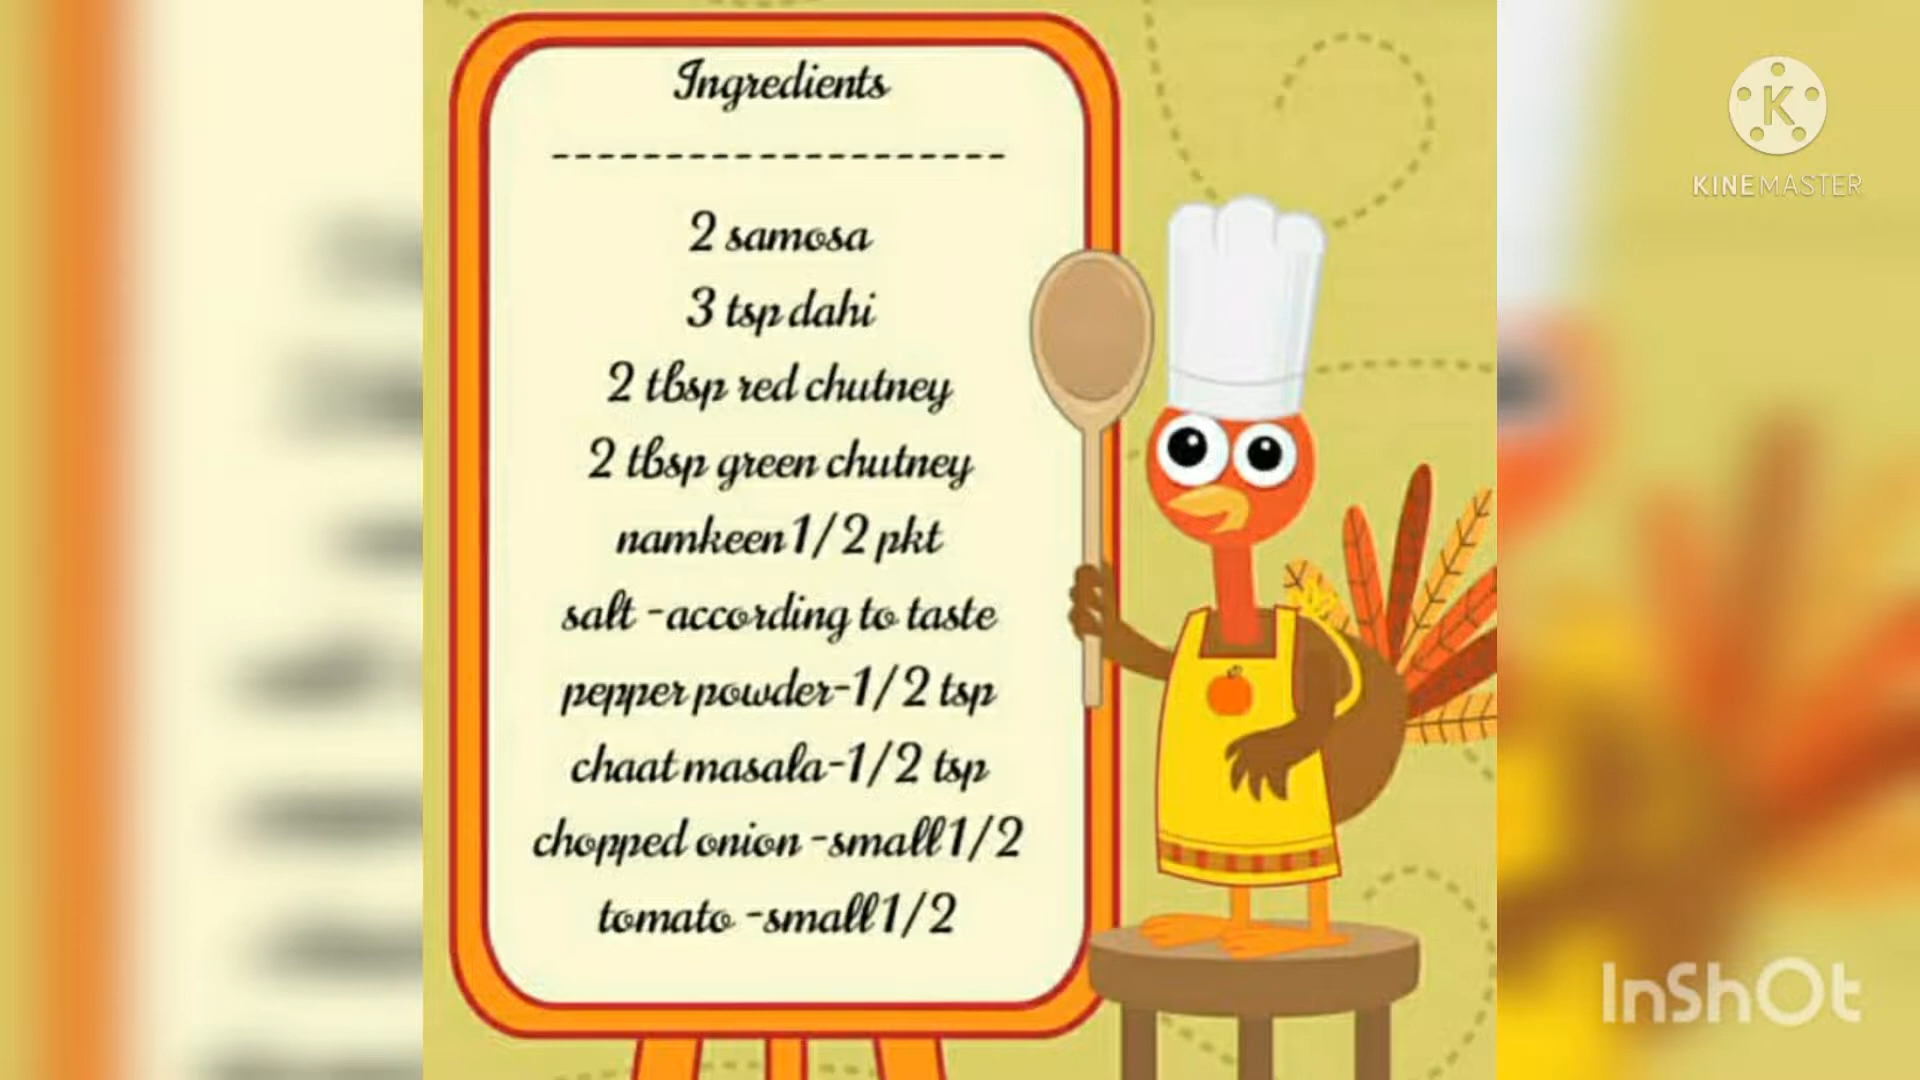 Ingredients
--------------------
2 samosa
3 tsp dahi
2 tbsp red chutney
2 tbsp green chutney
namkeen 1/2 pkt
salt -according to taste
pepper powder-1/2 tsp
chaat masala-1/2 tsp
chopped onion -small 1/2
tomato -small 1/2
K
KINEMASTER
InShOt